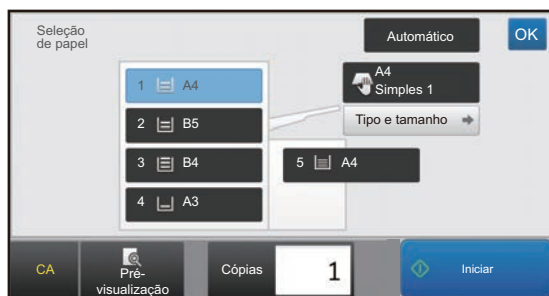 Seleção
de papel
Automático
OK
1 A4
A4
Simples 1
2 B5
Tipo e tamanho
3 B4
5 A4
4 A3
CA
Pré-
visualização
Cópias
1
Iniciar